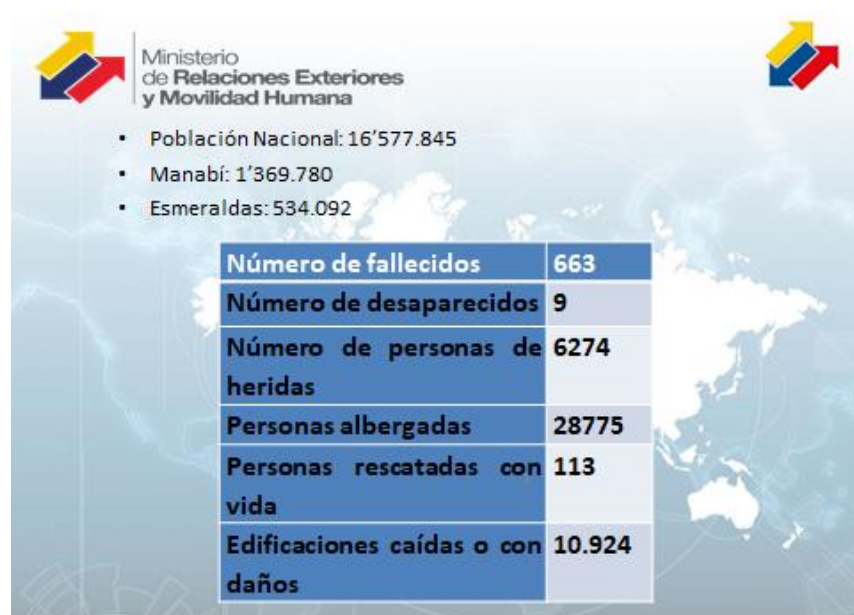 Ministerio
de Relaciones Exteriores
y Movilidad Humana
• Población Nacional: 16’577.845
• Manabí: 1’369.780
• Esmeraldas: 534.092
Número de fallecidos 663
Número de desaparecidos 9
Número de personas de 6274
heridas
Personas albergadas 28775
Personas rescatadas con 113
vida
Edificaciones caídas o con 10.924
daños